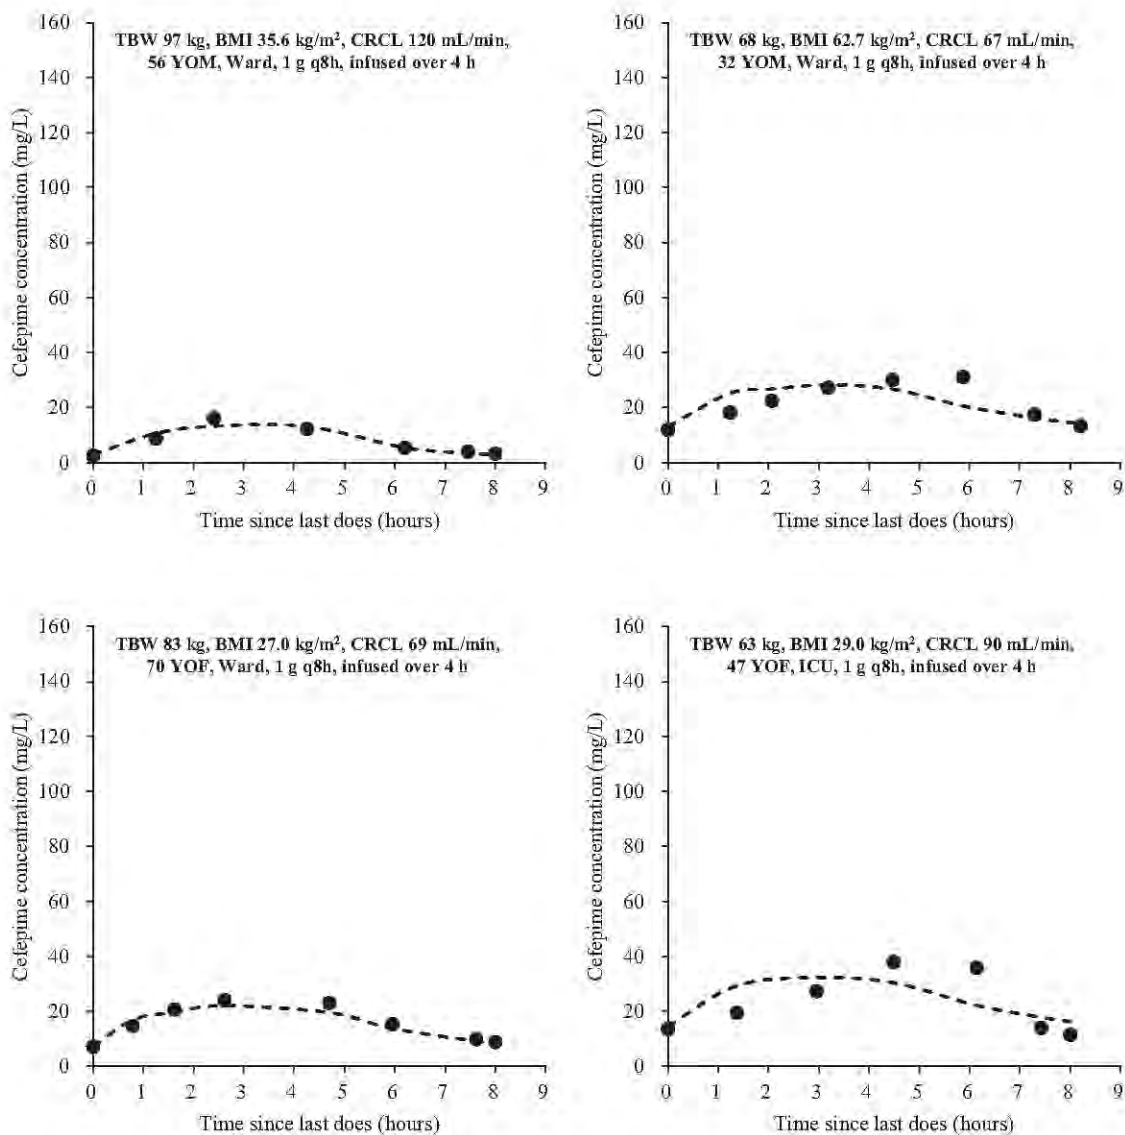 TBW 97 kg, BMI 35.6 kg/m², CRCL 120 mL/min,
56 YOM, Ward, 1 g q8h, infused over 4 h
Cefepime concentration (mg/L)
160
140
120
100
80
60
40
20
0
0 1 2 3 4 5 6 7 8 9
Time since last does (hours)
TBW 68 kg, BMI 62.7 kg/m², CRCL 67 mL/min,
32 YOM, Ward, 1 g q8h, infused over 4 h
Cefepime concentration (mg/L)
160
140
120
100
80
60
40
20
0
0 1 2 3 4 5 6 7 8 9
Time since last does (hours)
TBW 83 kg, BMI 27.0 kg/m², CRCL 69 mL/min,
70 YOF, Ward, 1 g q8h, infused over 4 h
Cefepime concentration (mg/L)
160
140
120
100
80
60
40
20
0
0 1 2 3 4 5 6 7 8 9
Time since last does (hours)
TBW 63 kg, BMI 29.0 kg/m², CRCL 90 mL/min,
47 YOF, ICU, 1 g q8h, infused over 4 h
Cefepime concentration (mg/L)
160
140
120
100
80
60
40
20
0
0 1 2 3 4 5 6 7 8 9
Time since last does (hours)